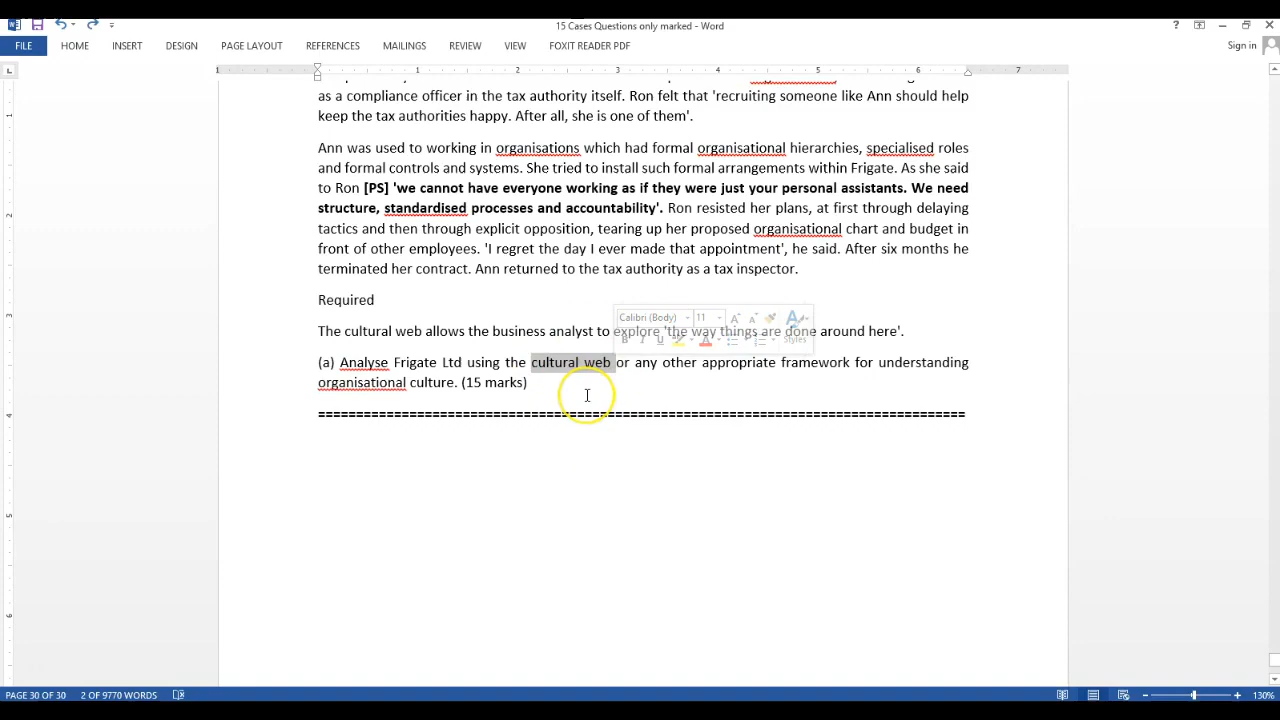 15 Cases Questions only marked - Word
FILE HOME INSERT DESIGN PAGE LAYOUT REFERENCES MAILINGS REVIEW VIEW FOXIT READER PDF Sign in
as a compliance officer in the tax authority itself. Ron felt that 'recruiting someone like Ann should help
keep the tax authorities happy. After all, she is one of them'.
Ann was used to working in organisations which had formal organisational hierarchies, specialised roles
and formal controls and systems. She tried to install such formal arrangements within Frigate. As she said
to Ron [PS] 'we cannot have everyone working as if they were just your personal assistants. We need
structure, standardised processes and accountability'. Ron resisted her plans, at first through delaying
tactics and then through explicit opposition, tearing up her proposed organisational chart and budget in
front of other employees. 'I regret the day I ever made that appointment', he said. After six months he
terminated her contract. Ann returned to the tax authority as a tax inspector.
Required
Calibri (Body) 11
The cultural web allows the business analyst to explore 'the way things are done around here'.
Styles
(a) Analyse Frigate Ltd using the cultural web or any other appropriate framework for understanding
organisational culture. (15 marks)
==================================================================================
PAGE 30 OF 30 2 OF 9770 WORDS 130%